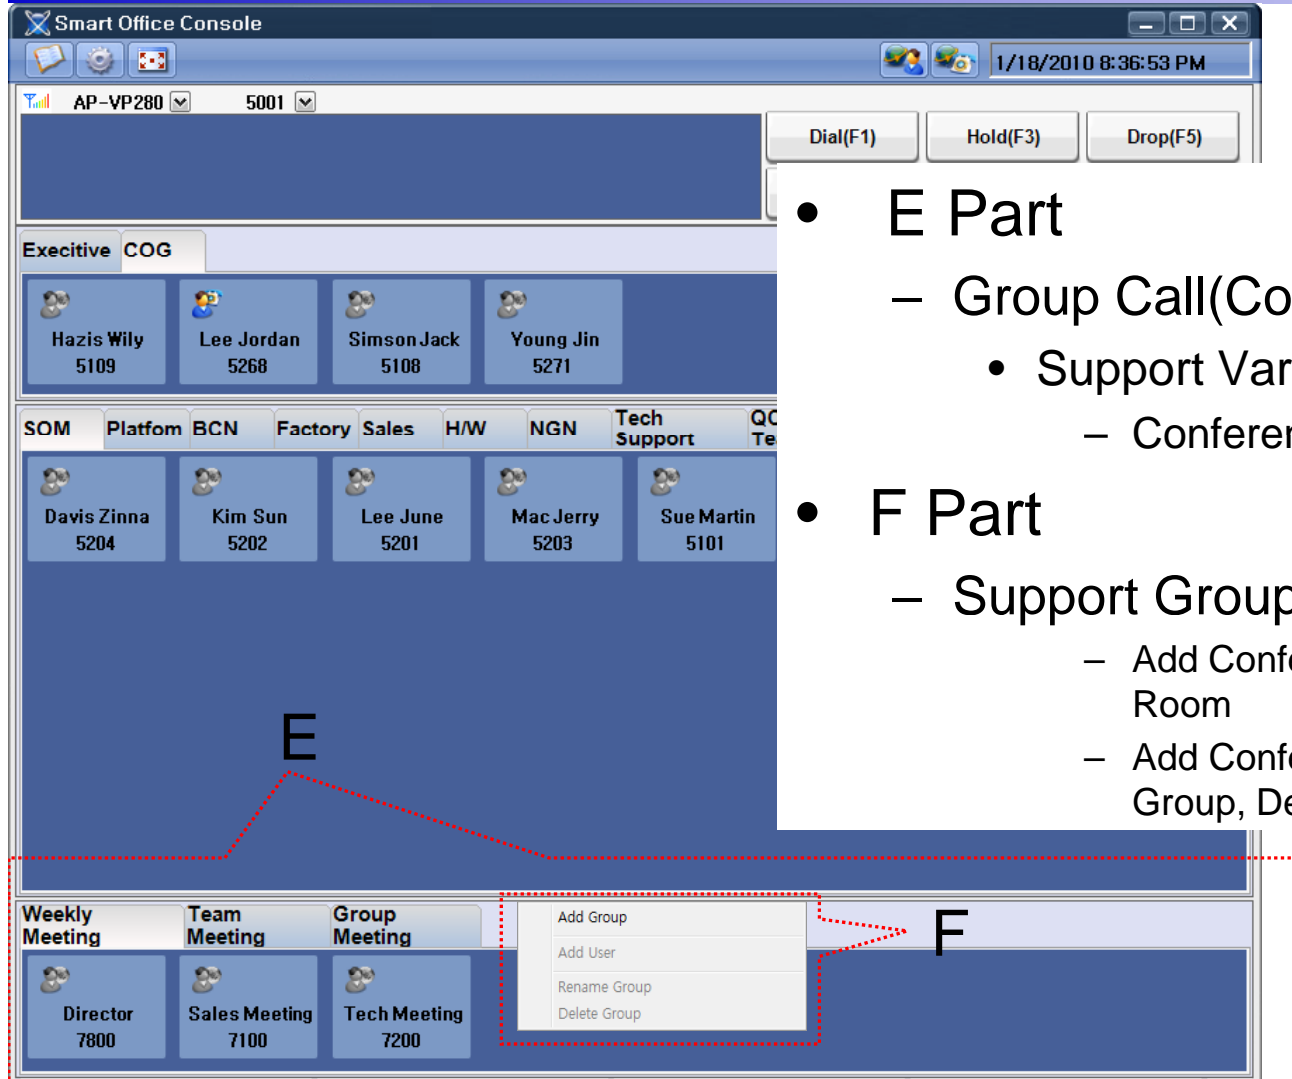 Smart Office Console
1/18/2010 8:36:53 PM
AP-VP280 5001
Dial(F1) Hold(F3) Drop(F5)
Execitive COG
Hazis Wily Lee Jordan Simson Jack Young Jin
5109 5268 5108 5271
SOM Platfom BCN Factory Sales H/W NGN Tech Support
Davis Zinna Kim Sun Lee June Mac Jerry Sue Martin
5204 5202 5201 5203 5101
• E Part
– Group Call(Co
• Support Var
– Conferen
• F Part
– Support Group
– Add Confe
Room
– Add Confe
Group, De
E
F
Weekly Meeting Team Meeting Group Meeting
Add Group
Add User
Rename Group
Delete Group
Director Sales Meeting Tech Meeting
7800 7100 7200